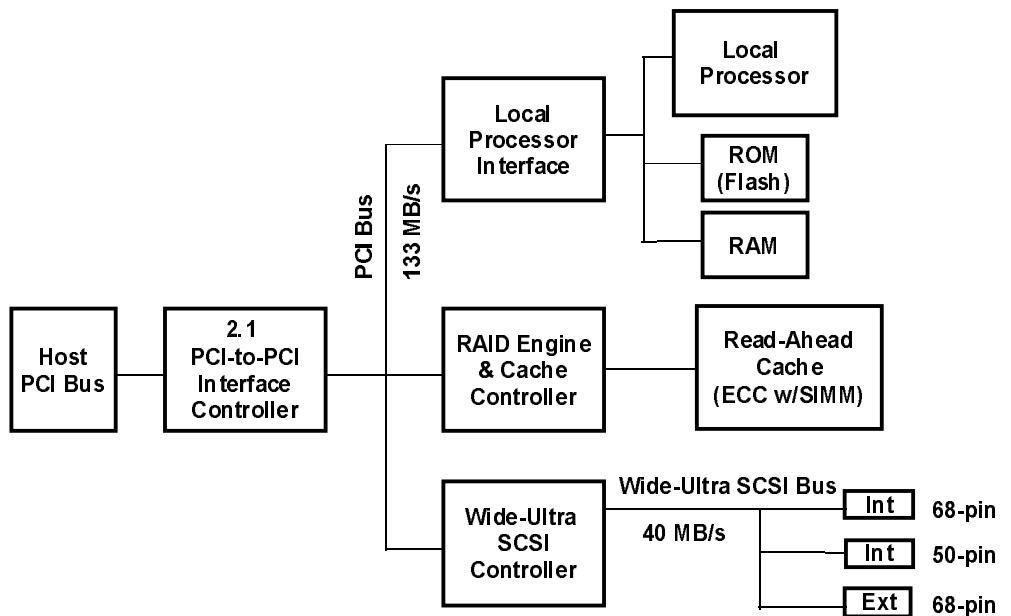 Local
Processor
Local
Processor
Interface
ROM
(Flash)
RAM
PCI Bus
133 MB/s
Host
PCI Bus
2.1
PCI-to-PCI
Interface
Controller
RAID Engine
& Cache
Controller
Read-Ahead
Cache
(ECC w/SIMM)
Wide-Ultra
SCSI
Controller
Wide-Ultra SCSI Bus
40 MB/s
Int 68-pin
Int 50-pin
Ext 68-pin